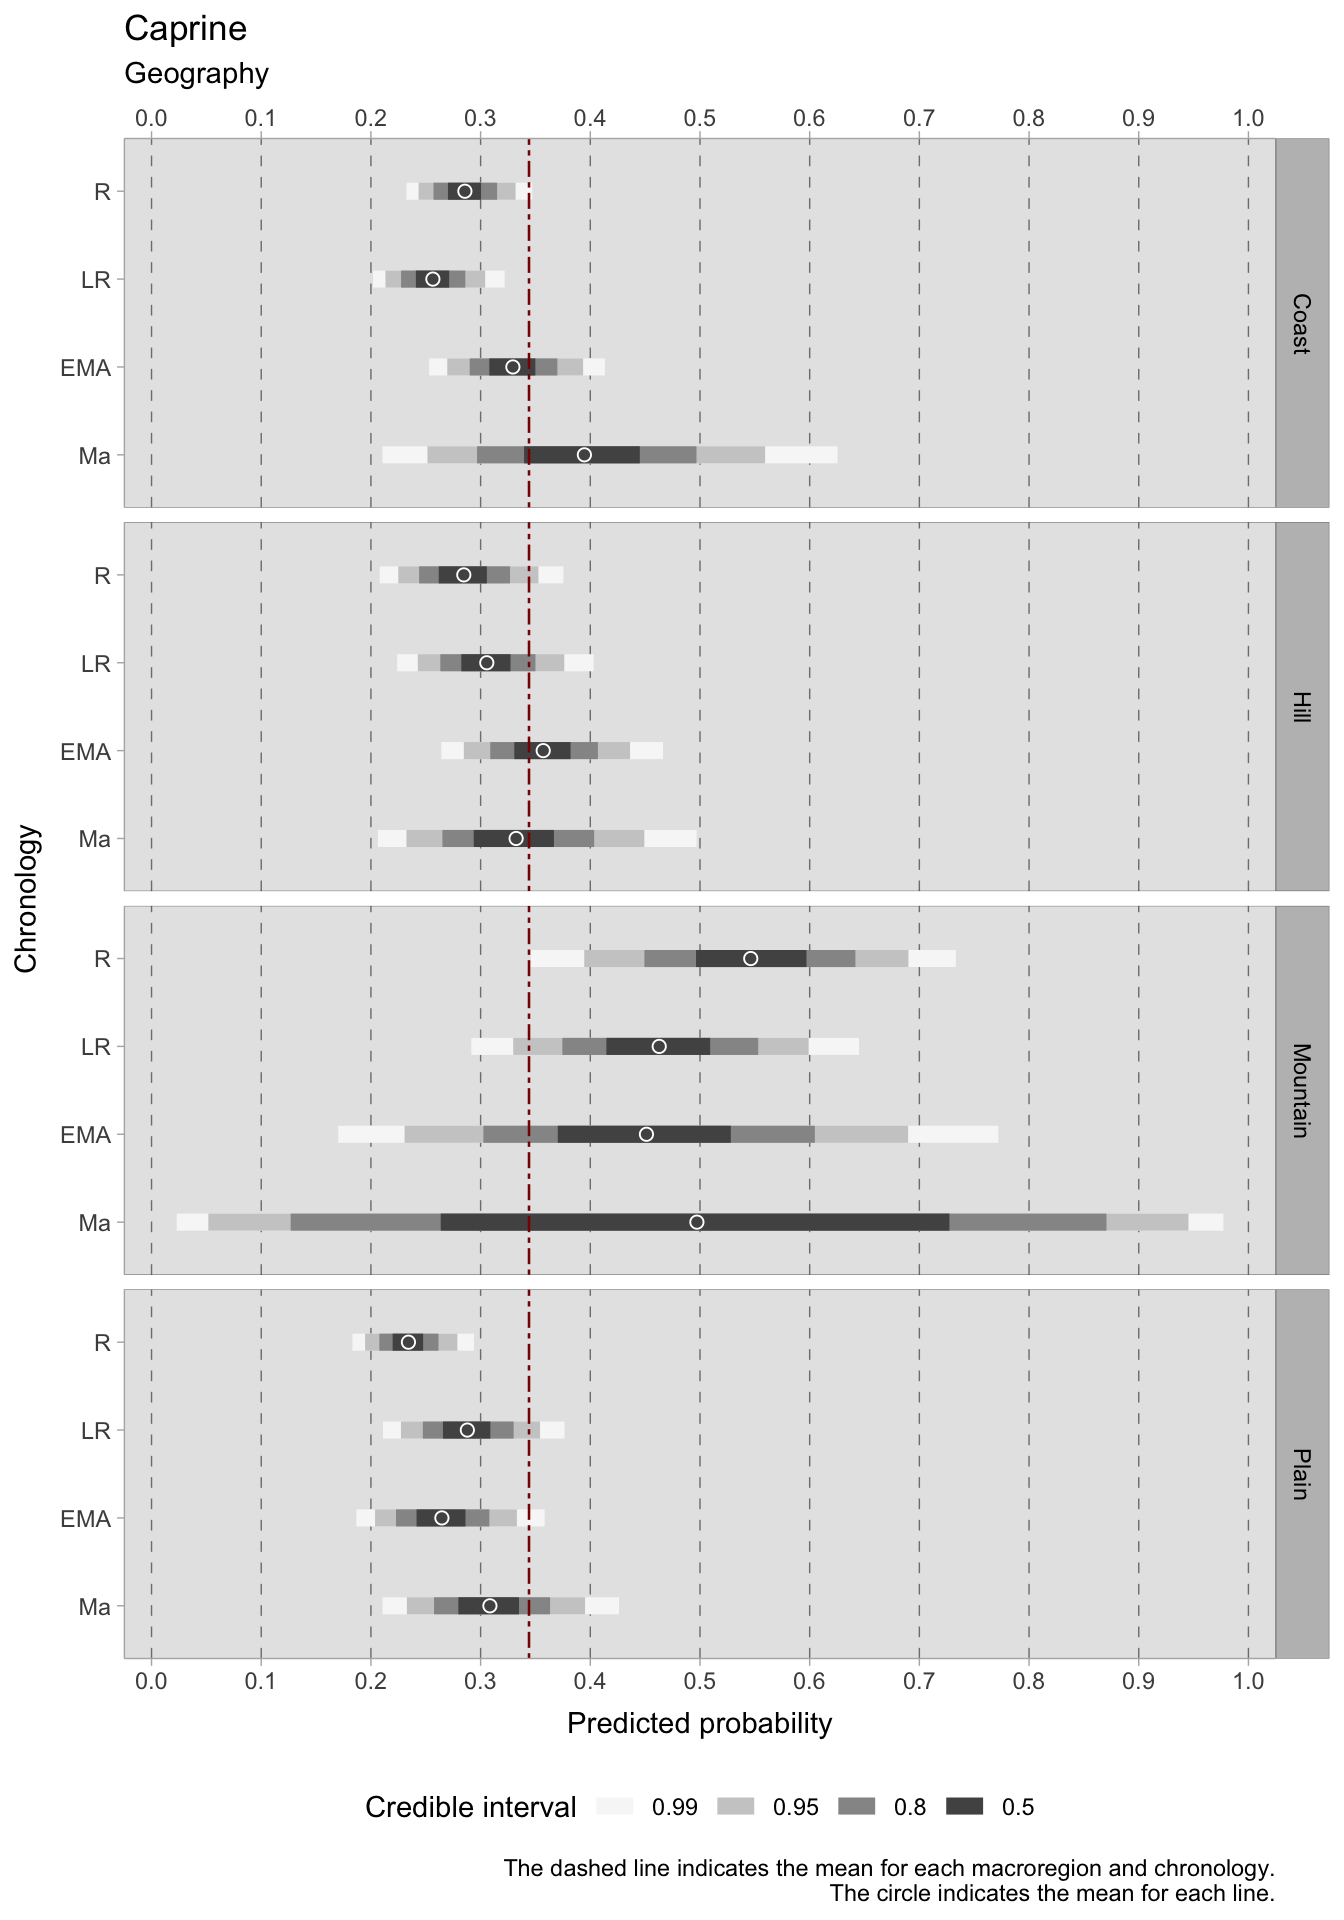 Caprine
Geography
0.0 0.1 0.2 0.3 0.4 0.5 0.6 0.7 0.8 0.9 1.0
R
LR
EMA
Ma
Coast
R
LR
EMA
Ma
Hill
Chronology
R
LR
EMA
Ma
Mountain
R
LR
EMA
Ma
Plain
0.0 0.1 0.2 0.3 0.4 0.5 0.6 0.7 0.8 0.9 1.0
Predicted probability
Credible interval 0.99 0.95 0.8 0.5
The dashed line indicates the mean for each macroregion and chronology.
The circle indicates the mean for each line.